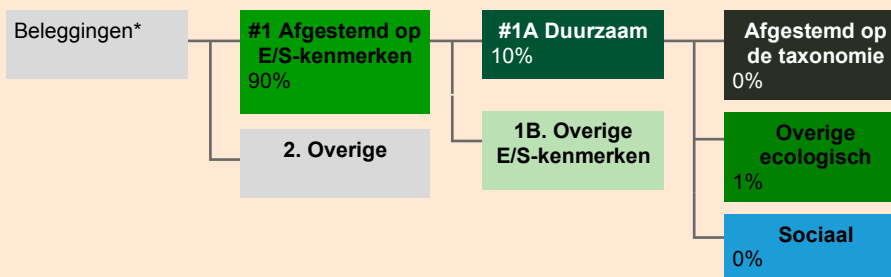 Beleggingen*
#1 Afgestemd op
E/S-kenmerken
90%
2. Overige
#1A Duurzaam
10%
1B. Overige
E/S-kenmerken
Afgestemd op
de taxonomie
0%
Overige
ecologisch
1%
Sociaal
0%